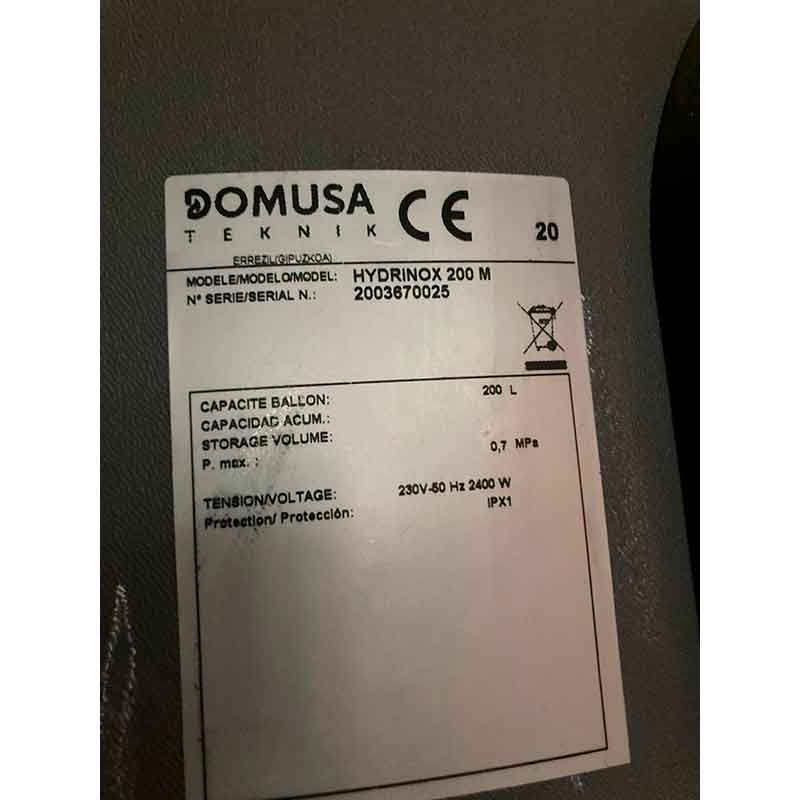 DOMUSA CE
TEKNIK 20
ERREZIL(GIPUZKOA)
MODELE/MODELO/MODEL: HYDRINOX 200 M
N° SERIE/SERIAL N.: 2003670025
CAPACITE BALLON: 200 L
CAPACIDAD ACUM.:
STORAGE VOLUME:
P. max. : 0,7 MPa
TENSION/VOLTAGE: 230V-50 Hz 2400 W
Protection/ Protección: IPX1